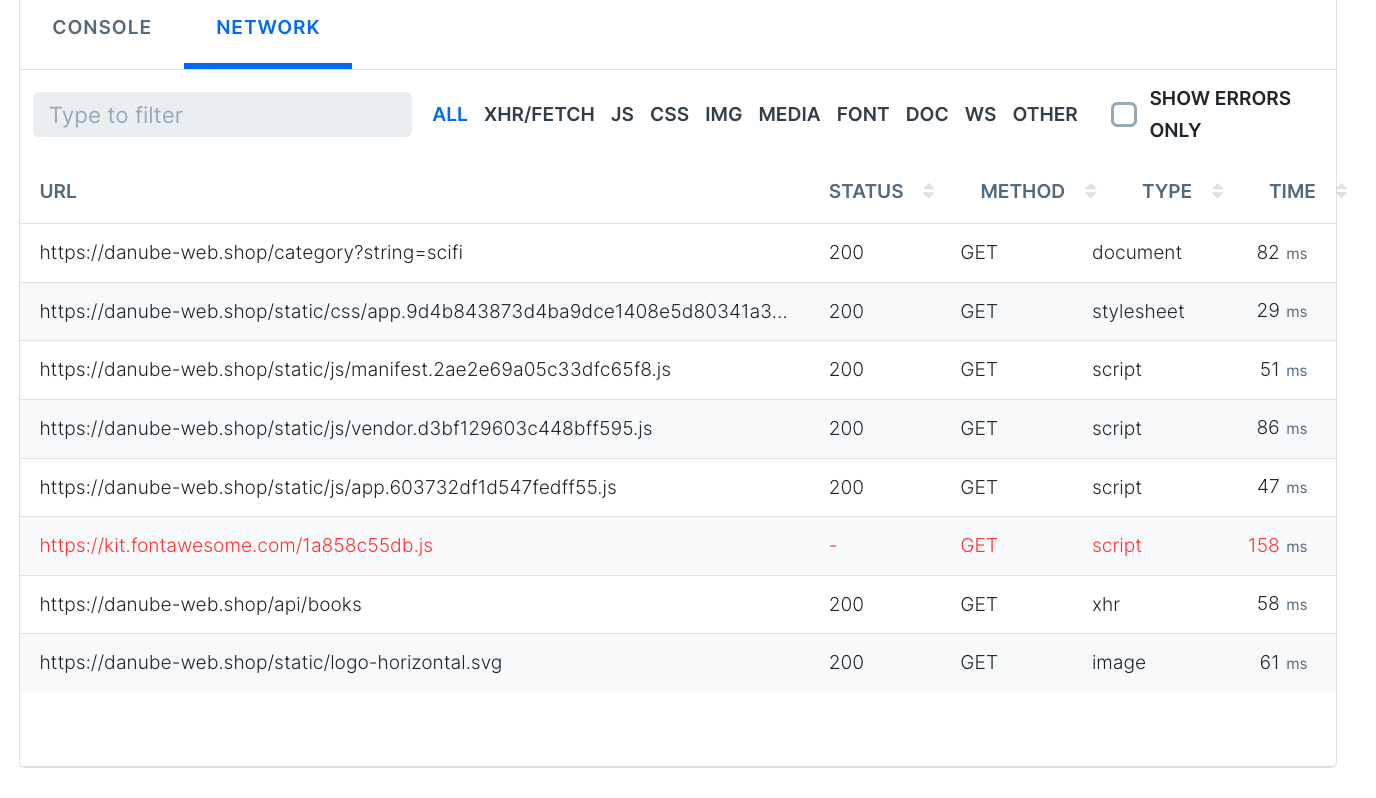 CONSOLE NETWORK
Type to filter ALL XHR/FETCH JS CSS IMG MEDIA FONT DOC WS OTHER SHOW ERRORS ONLY
URL STATUS METHOD TYPE TIME
https://danube-web.shop/category?string=scifi 200 GET document 82 ms
https://danube-web.shop/static/css/app.9d4b843873d4ba9dce1408e5d80341a3... 200 GET stylesheet 29 ms
https://danube-web.shop/static/js/manifest.2ae2e69a05c33dfc65f8.js 200 GET script 51 ms
https://danube-web.shop/static/js/vendor.d3bf129603c448bff595.js 200 GET script 86 ms
https://danube-web.shop/static/js/app.603732df1d547fedff55.js 200 GET script 47 ms
https://kit.fontawesome.com/1a858c55db.js - GET script 158 ms
https://danube-web.shop/api/books 200 GET xhr 58 ms
https://danube-web.shop/static/logo-horizontal.svg 200 GET image 61 ms